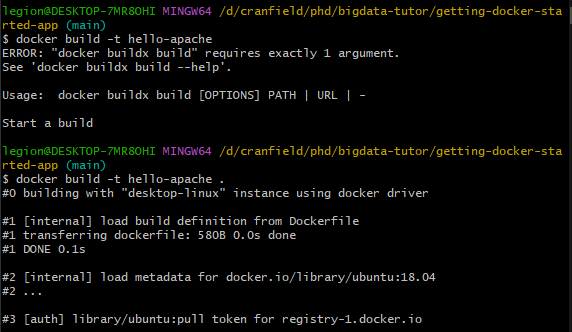 legion@DESKTOP-7MR8OHI MINGW64 /d/cranfield/phd/bigdata-tutor/getting-docker-sta
rted-app (main)
$ docker build -t hello-apache
ERROR: "docker buildx build" requires exactly 1 argument.
See 'docker buildx build --help'.
Usage:  docker buildx build [OPTIONS] PATH | URL | -
Start a build
legion@DESKTOP-7MR8OHI MINGW64 /d/cranfield/phd/bigdata-tutor/getting-docker-sta
rted-app (main)
$ docker build -t hello-apache .
#0 building with "desktop-linux" instance using docker driver
#1 [internal] load build definition from Dockerfile
#1 transferring dockerfile: 580B 0.0s done
#1 DONE 0.1s
#2 [internal] load metadata for docker.io/library/ubuntu:18.04
#2 ...
#3 [auth] library/ubuntu:pull token for registry-1.docker.io